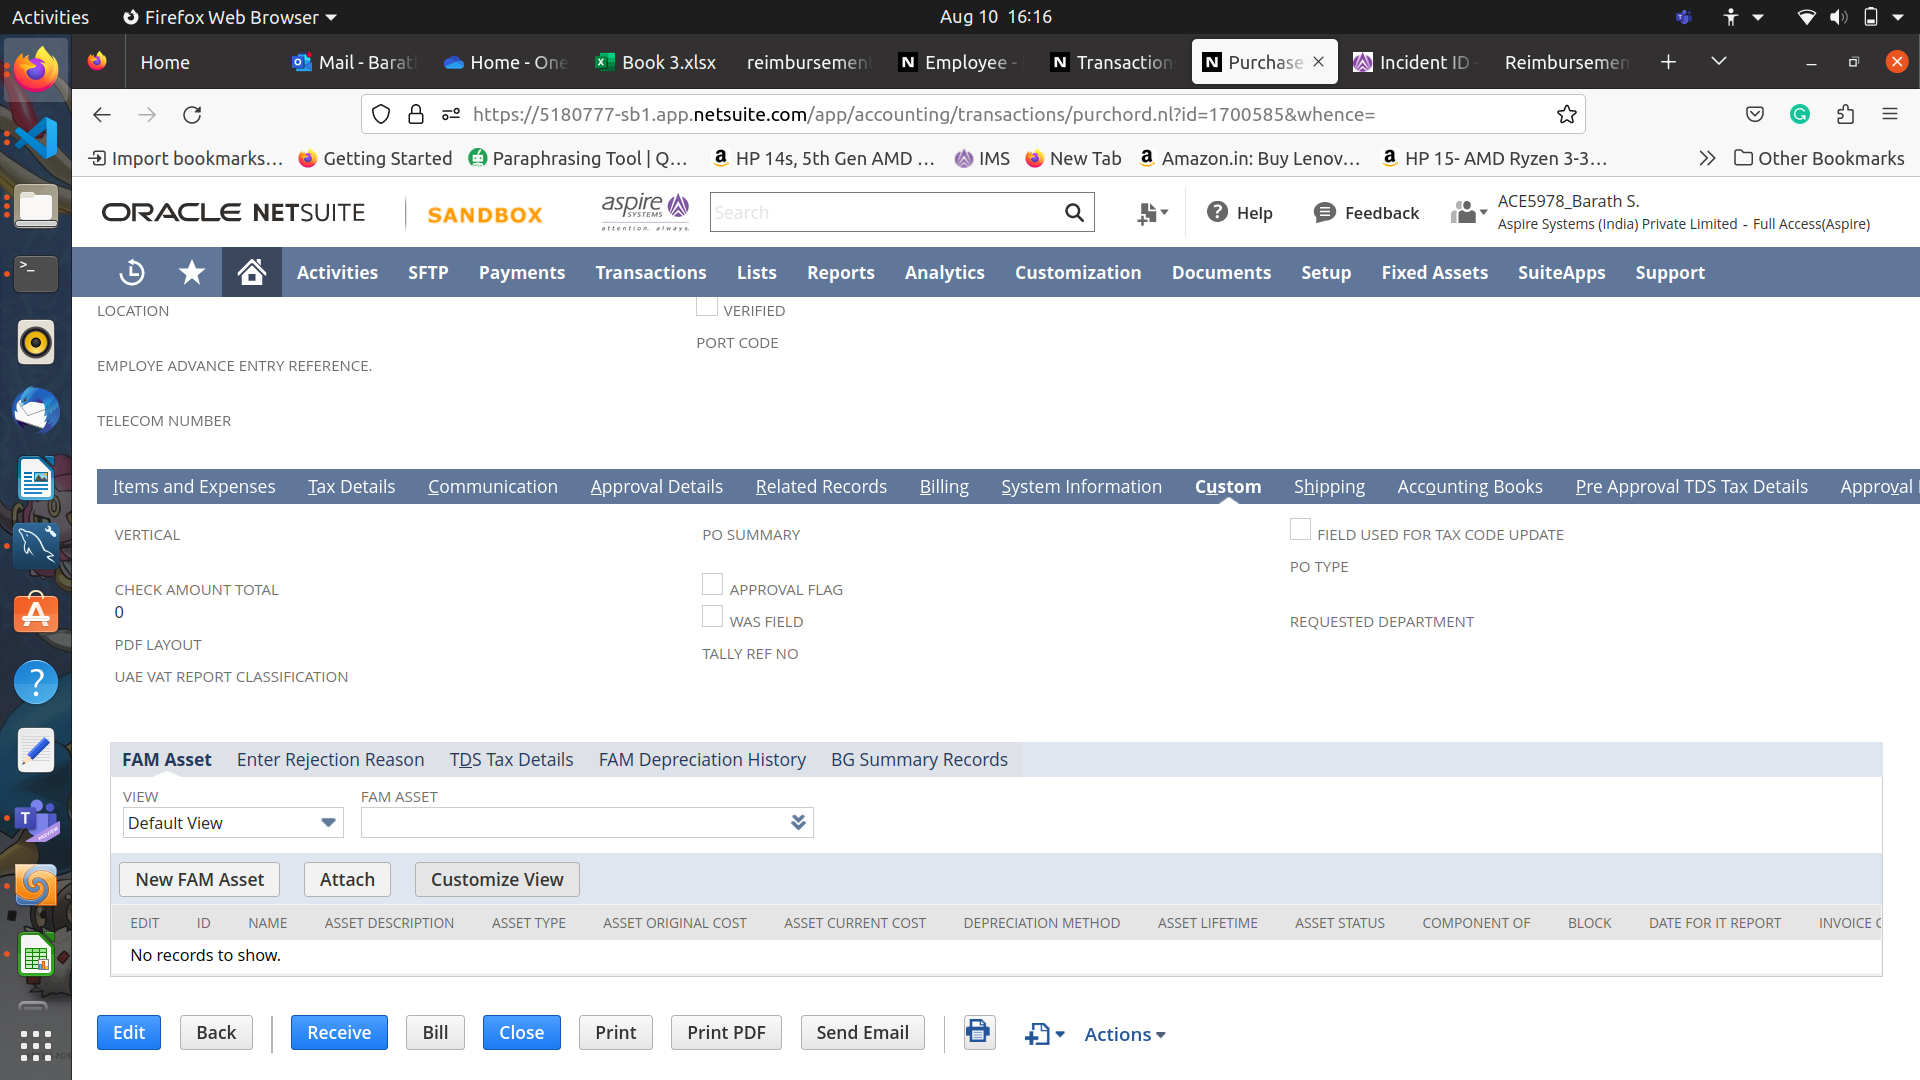 Activities
Firefox Web Browser
Aug 10 16:16
Home
Mail - Barat
Home - One
Book 3.xlsx
reimbursement
Employee -
Transaction
Purchase
Incident ID
Reimbursemen
https://5180777-sb1.app.netsuite.com/app/accounting/transactions/purchord.nl?id=1700585&whence=
Import bookmarks...
Getting Started
Paraphrasing Tool | Q...
HP 14s, 5th Gen AMD ...
IMS
New Tab
Amazon.in: Buy Lenov...
HP 15- AMD Ryzen 3-3...
Other Bookmarks
ORACLE NETSUITE
SANDBOX
aspire
SYSTEMS
attention. always.
Search
Help
Feedback
ACE5978_Barath S.
Aspire Systems (India) Private Limited - Full Access(Aspire)
Activities SFTP Payments Transactions Lists Reports Analytics Customization Documents Setup Fixed Assets SuiteApps Support
LOCATION
VERIFIED
PORT CODE
EMPLOYE ADVANCE ENTRY REFERENCE.
TELECOM NUMBER
Items and Expenses Tax Details Communication Approval Details Related Records Billing System Information Custom Shipping Accounting Books Pre Approval TDS Tax Details Approval
VERTICAL
PO SUMMARY
FIELD USED FOR TAX CODE UPDATE
PO TYPE
CHECK AMOUNT TOTAL
0
APPROVAL FLAG
WAS FIELD
REQUESTED DEPARTMENT
PDF LAYOUT
TALLY REF NO
UAE VAT REPORT CLASSIFICATION
FAM Asset Enter Rejection Reason TDS Tax Details FAM Depreciation History BG Summary Records
VIEW
FAM ASSET
Default View
New FAM Asset Attach Customize View
EDIT ID NAME ASSET DESCRIPTION ASSET TYPE ASSET ORIGINAL COST ASSET CURRENT COST DEPRECIATION METHOD ASSET LIFETIME ASSET STATUS COMPONENT OF BLOCK DATE FOR IT REPORT INVOICE
No records to show.
Edit Back Receive Bill Close Print Print PDF Send Email Actions